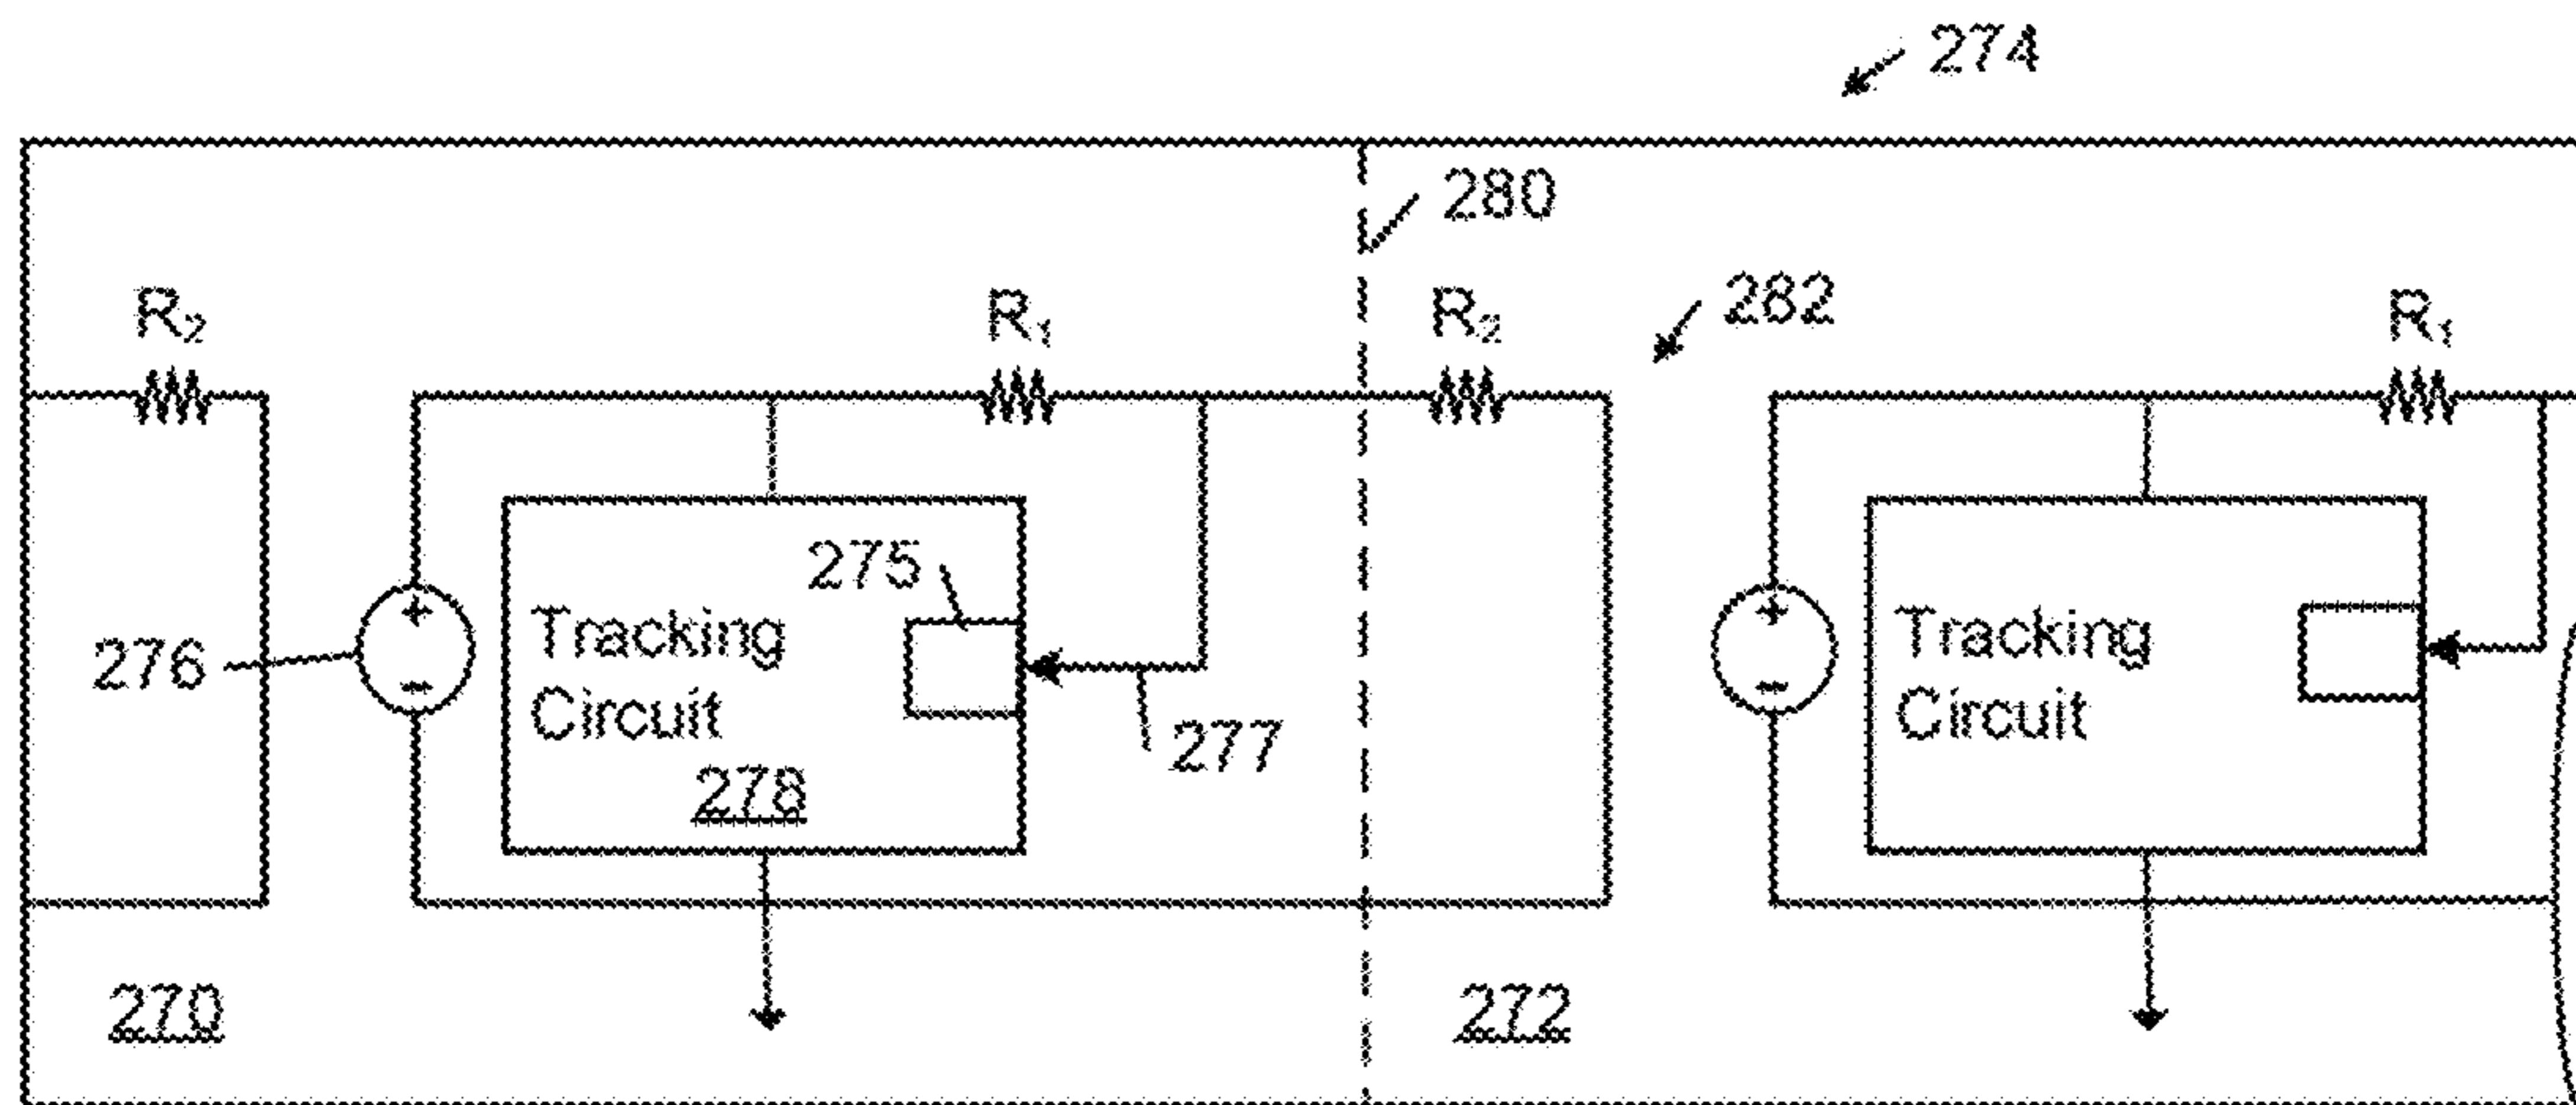 274
280
R₂
R₁
R₂
282
R₁
275
Tracking
Circuit
278
276
277
Tracking
Circuit
270
272